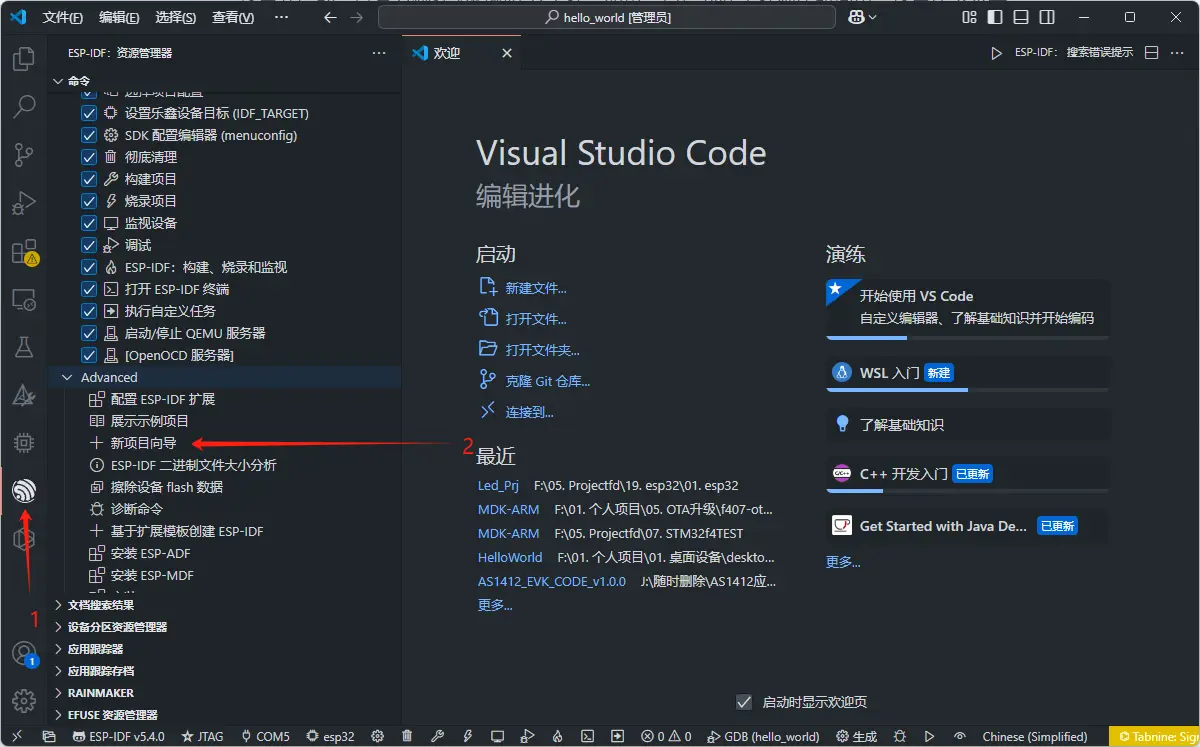 文件(F) 编辑(E) 选择(S) 查看(V) ··· hello_world [管理员]
ESP-IDF：资源管理器 ···
欢迎
ESP-IDF： 搜索错误提示 ···
命令
选择项目配置
设置乐鑫设备目标 (IDF_TARGET)
SDK 配置编辑器 (menuconfig)
彻底清理
构建项目
烧录项目
监视设备
调试
ESP-IDF：构建、烧录和监视
打开 ESP-IDF 终端
执行自定义任务
启动/停止 QEMU 服务器
[OpenOCD 服务器]
Advanced
配置 ESP-IDF 扩展
展示示例项目
新项目向导
ESP-IDF 二进制文件大小分析
擦除设备 flash 数据
诊断命令
基于扩展模板创建 ESP-IDF
安装 ESP-ADF
安装 ESP-MDF
文档搜索结果
设备分区资源管理器
应用跟踪器
应用跟踪存档
RAINMAKER
EFUSE 资源管理器
1
2
1
Visual Studio Code
编辑进化
启动
新建文件...
打开文件...
打开文件夹...
克隆 Git 仓库...
连接到...
最近
Led_Prj F:\05. Projectfd\19. esp32\01. esp32
MDK-ARM F:\01. 个人项目\05. OTA升级\f407-ot...
MDK-ARM F:\05. Projectfd\07. STM32f4TEST
HelloWorld F:\01. 个人项目\01. 桌面设备\deskto...
AS1412_EVK_CODE_v1.0.0 J:\随时删除\AS1412应...
更多...
演练
开始使用 VS Code
自定义编辑器、了解基础知识并开始编码
WSL 入门 新建
了解基础知识
C/C++ C++ 开发入门 已更新
Get Started with Java De... 已更新
更多...
启动时显示欢迎页
ESP-IDF v5.4.0 JTAG COM5 esp32 0 0 GDB (hello_world) 生成 Chinese (Simplified) Tabnine: Sig